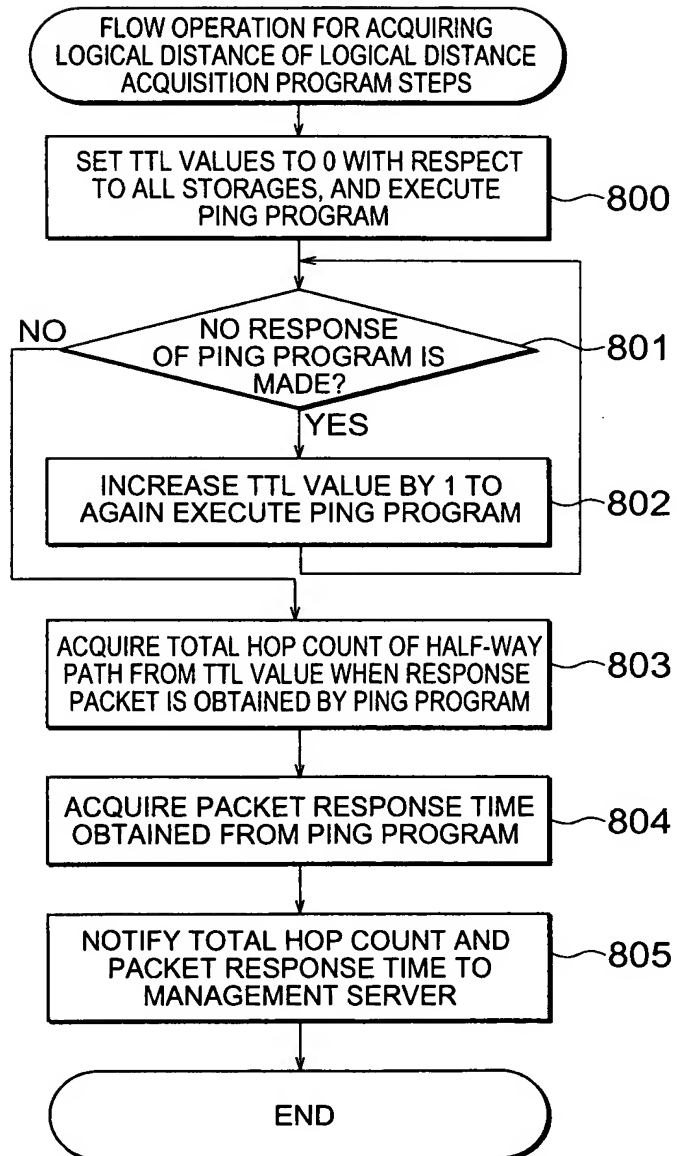 FLOW OPERATION FOR ACQUIRING
LOGICAL DISTANCE OF LOGICAL DISTANCE
ACQUISITION PROGRAM STEPS
SET TTL VALUES TO 0 WITH RESPECT
TO ALL STORAGES, AND EXECUTE
PING PROGRAM
800
NO
NO RESPONSE
OF PING PROGRAM IS
MADE?
801
YES
INCREASE TTL VALUE BY 1 TO
AGAIN EXECUTE PING PROGRAM
802
ACQUIRE TOTAL HOP COUNT OF HALF-WAY
PATH FROM TTL VALUE WHEN RESPONSE
PACKET IS OBTAINED BY PING PROGRAM
803
ACQUIRE PACKET RESPONSE TIME
OBTAINED FROM PING PROGRAM
804
NOTIFY TOTAL HOP COUNT AND
PACKET RESPONSE TIME TO
MANAGEMENT SERVER
805
END